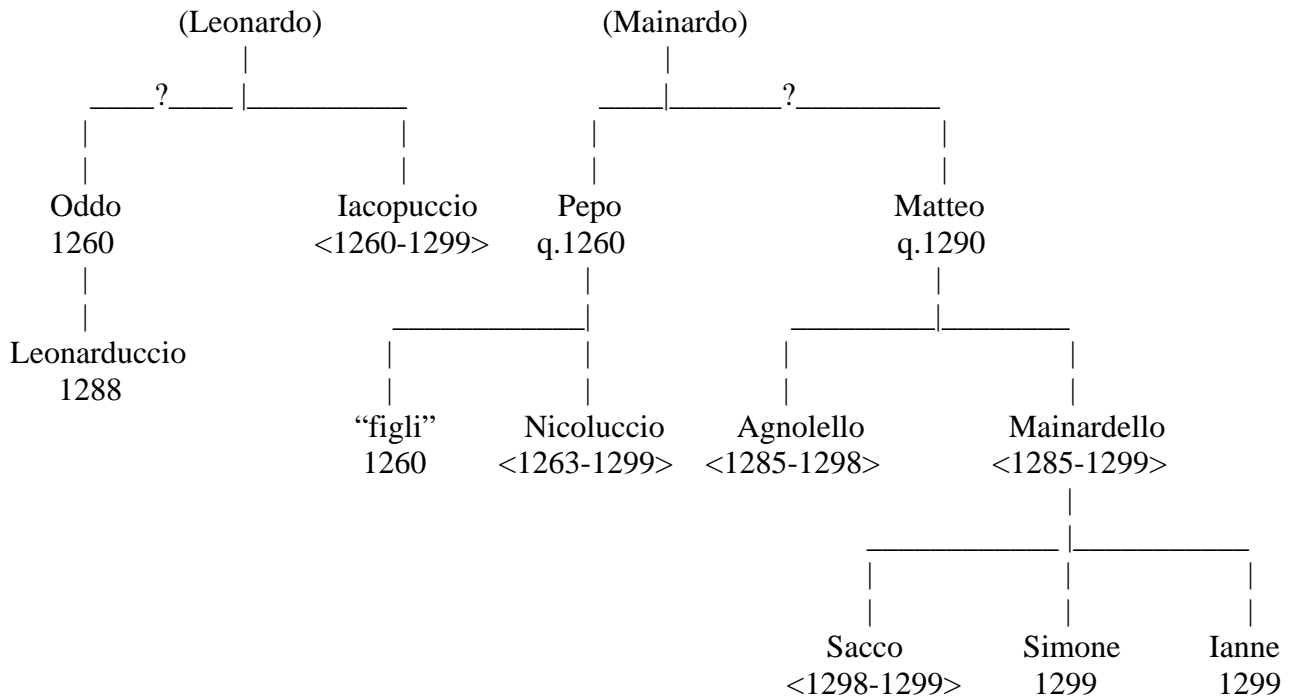 (Leonardo) (Mainardo)
? ?
Oddo Iacopuccio Pepo Matteo
1260 <1260-1299> q.1260 q.1290
Leonarduccio
1288
“figli” Nicoluccio Agnolello Mainardello
1260 <1263-1299> <1285-1298> <1285-1299>
Sacco Simone Ianne
<1298-1299> 1299 1299